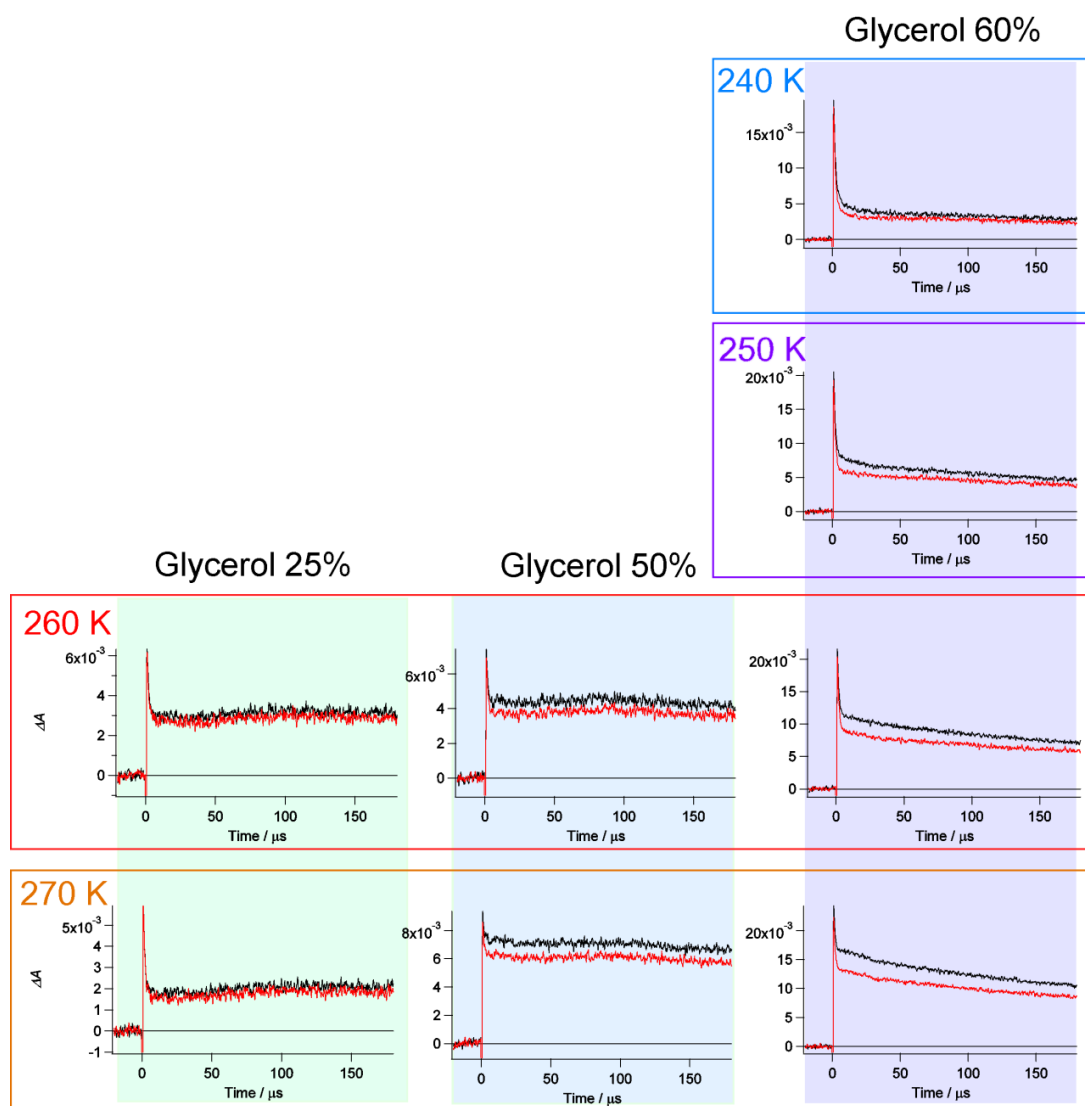 Glycerol 60%
240 K
15x10⁻³
10
5
0
0 50 100 150
Time / μs
250 K
20x10⁻³
15
10
5
0
0 50 100 150
Time / μs
Glycerol 25% Glycerol 50%
260 K
6x10⁻³
4
2
0
ΔA
0 50 100 150
Time / μs
6x10⁻³
4
2
0
0 50 100 150
Time / μs
20x10⁻³
15
10
5
0
0 50 100 150
Time / μs
270 K
5x10⁻³
4
3
2
1
0
-1
ΔA
0 50 100 150
Time / μs
8x10⁻³
6
4
2
0
0 50 100 150
Time / μs
20x10⁻³
15
10
5
0
0 50 100 150
Time / μs